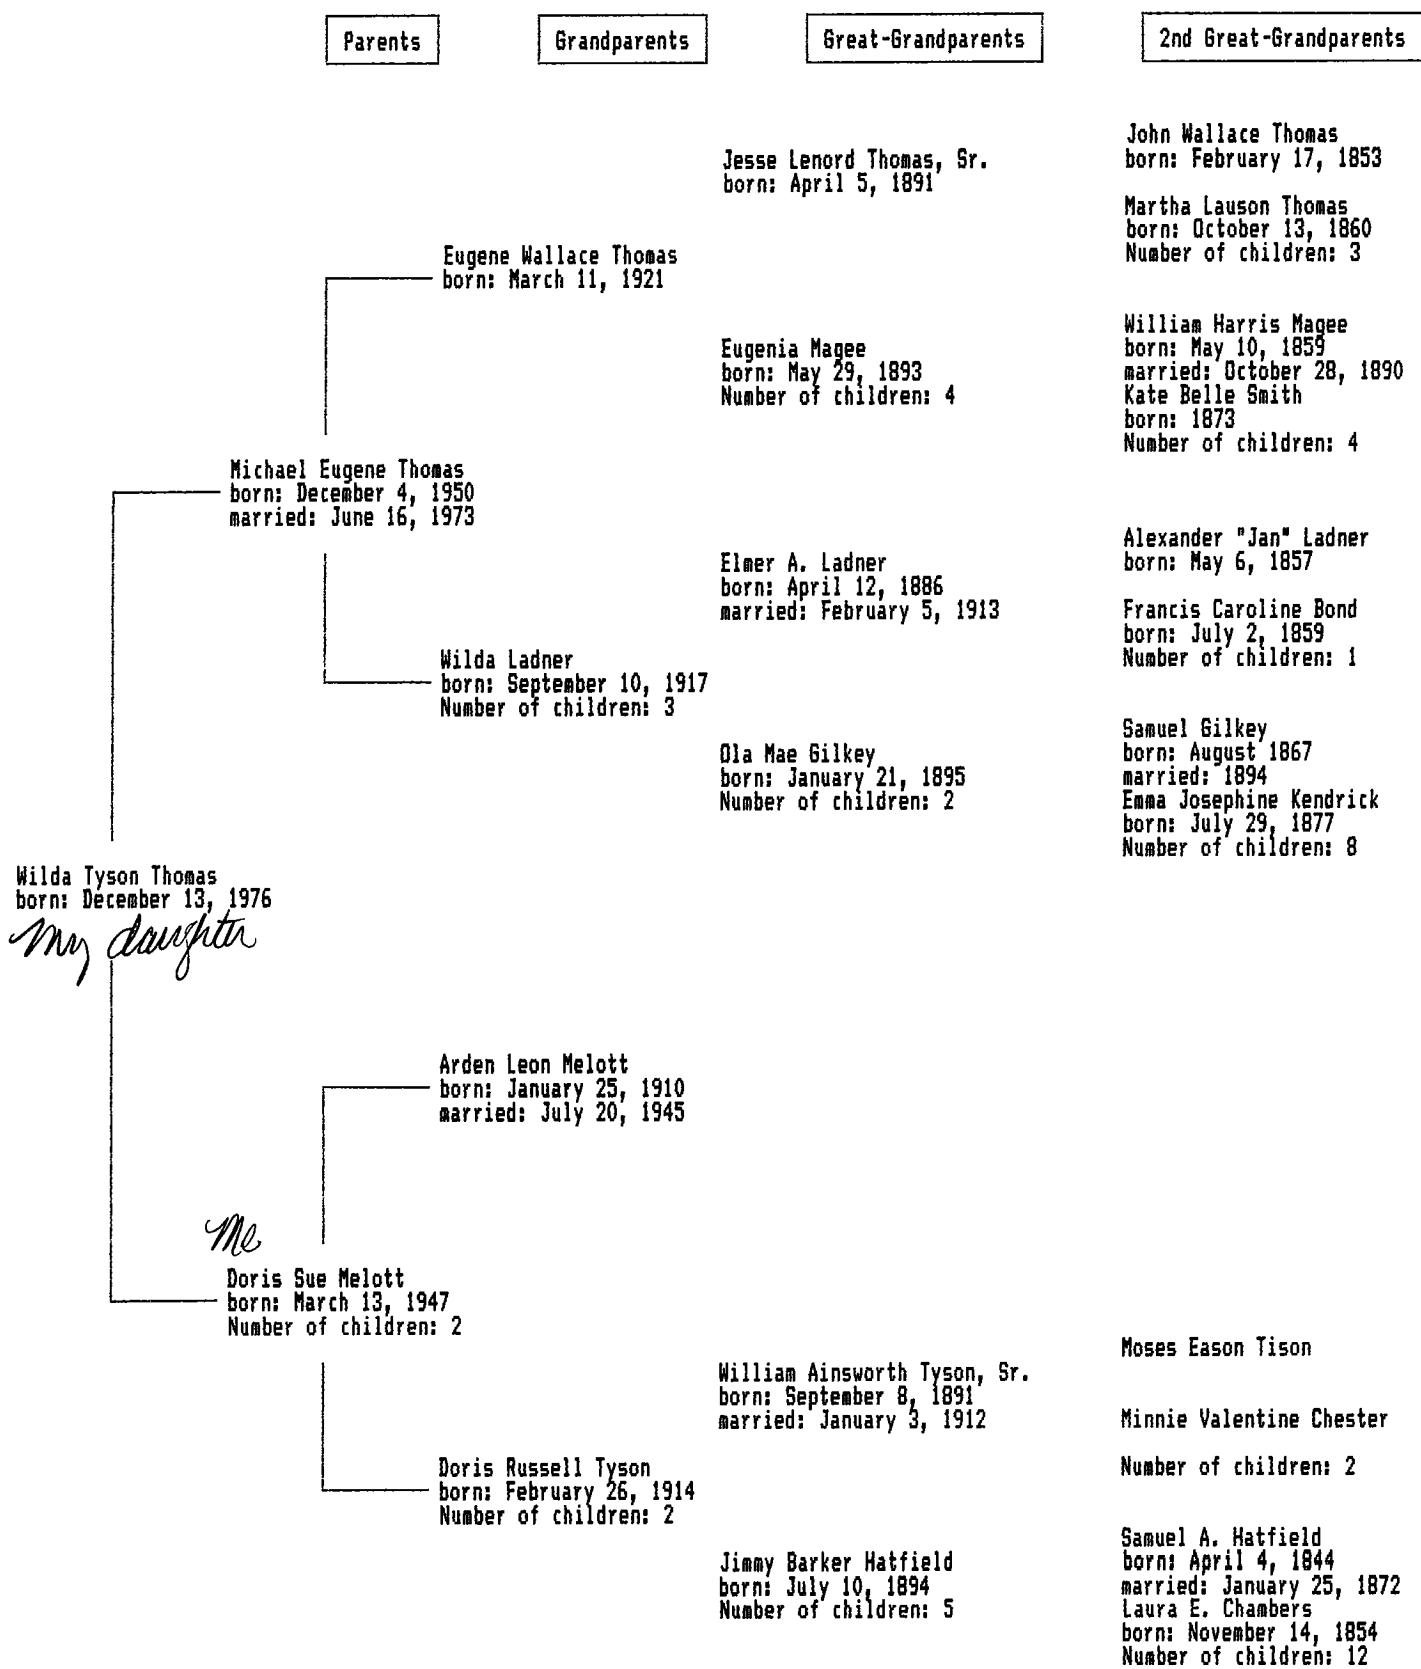 Parents
Grandparents
Great-Grandparents
2nd Great-Grandparents
John Wallace Thomas
born: February 17, 1853
Jesse Lenord Thomas, Sr.
born: April 5, 1891
Martha Lauson Thomas
born: October 13, 1860
Number of children: 3
Eugene Wallace Thomas
born: March 11, 1921
William Harris Magee
born: May 10, 1859
married: October 28, 1890
Kate Belle Smith
born: 1873
Number of children: 4
Eugenia Magee
born: May 29, 1893
Number of children: 4
Michael Eugene Thomas
born: December 4, 1950
married: June 16, 1973
Alexander "Jan" Ladner
born: May 6, 1857
Elmer A. Ladner
born: April 12, 1886
married: February 5, 1913
Francis Caroline Bond
born: July 2, 1859
Number of children: 1
Wilda Ladner
born: September 10, 1917
Number of children: 3
Samuel Gilkey
born: August 1867
married: 1894
Emma Josephine Kendrick
born: July 29, 1877
Number of children: 8
Ola Mae Gilkey
born: January 21, 1895
Number of children: 2
Wilda Tyson Thomas
born: December 13, 1976
My daughter
Arden Leon Melott
born: January 25, 1910
married: July 20, 1945
Me
Doris Sue Melott
born: March 13, 1947
Number of children: 2
Moses Eason Tison
William Ainsworth Tyson, Sr.
born: September 8, 1891
married: January 3, 1912
Minnie Valentine Chester
Number of children: 2
Doris Russell Tyson
born: February 26, 1914
Number of children: 2
Samuel A. Hatfield
born: April 4, 1844
married: January 25, 1872
Laura E. Chambers
born: November 14, 1854
Number of children: 12
Jimmy Barker Hatfield
born: July 10, 1894
Number of children: 5